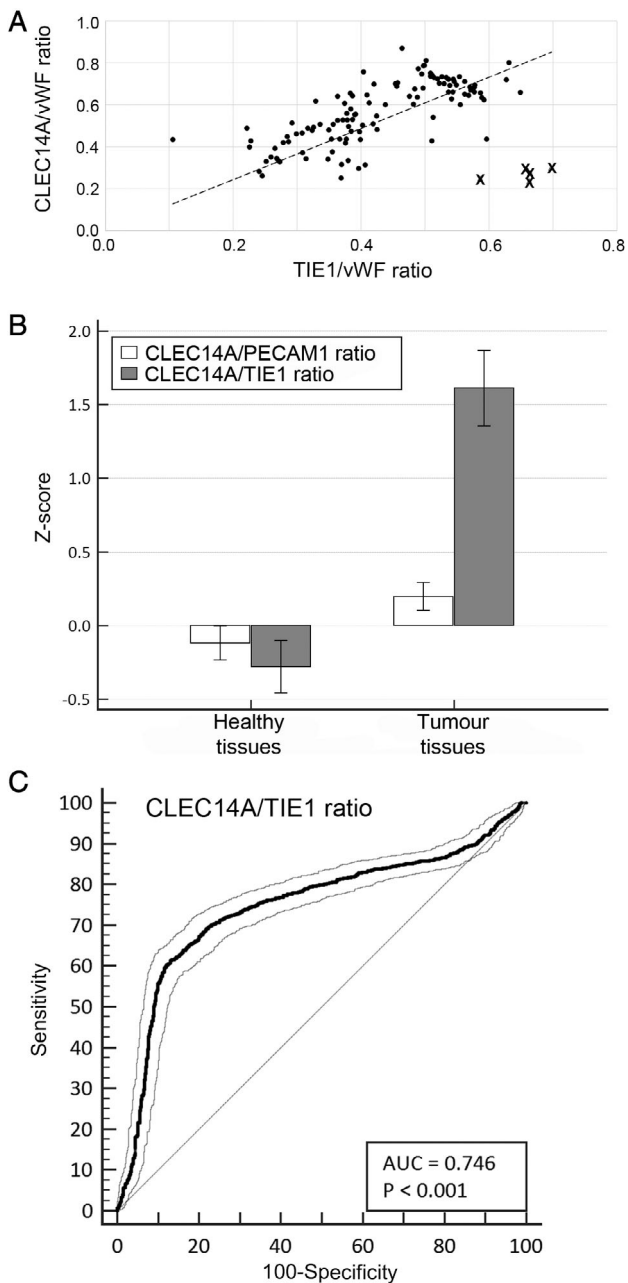 A
CLEC14A/vWF ratio
1.0
0.8
0.6
0.4
0.2
0.0
X X X X X
0.0 0.2 0.4 0.6 0.8
TIE1/vWF ratio
B
Z-score
2.0
1.5
1.0
0.5
0.0
-0.5
CLEC14A/PECAM1 ratio
CLEC14A/TIE1 ratio
Healthy
tissues
Tumour
tissues
C
CLEC14A/TIE1 ratio
Sensitivity
100
90
80
70
60
50
40
30
20
10
0
AUC = 0.746
P < 0.001
0 20 40 60 80 100
100-Specificity